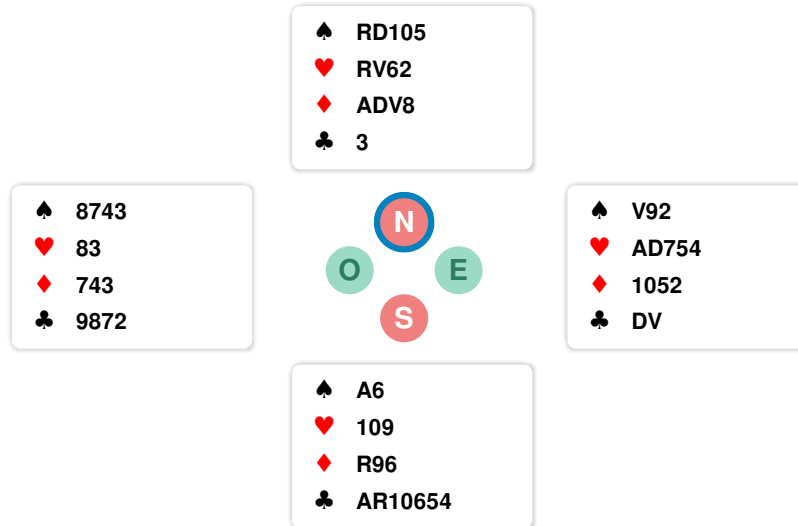 ♠ RD105
♥ RV62
♦ ADV8
♣ 3
♠ 8743
♥ 83
♦ 743
♣ 9872
N
O E
S
♠ V92
♥ AD754
♦ 1052
♣ DV
♠ A6
♥ 109
♦ R96
♣ AR10654